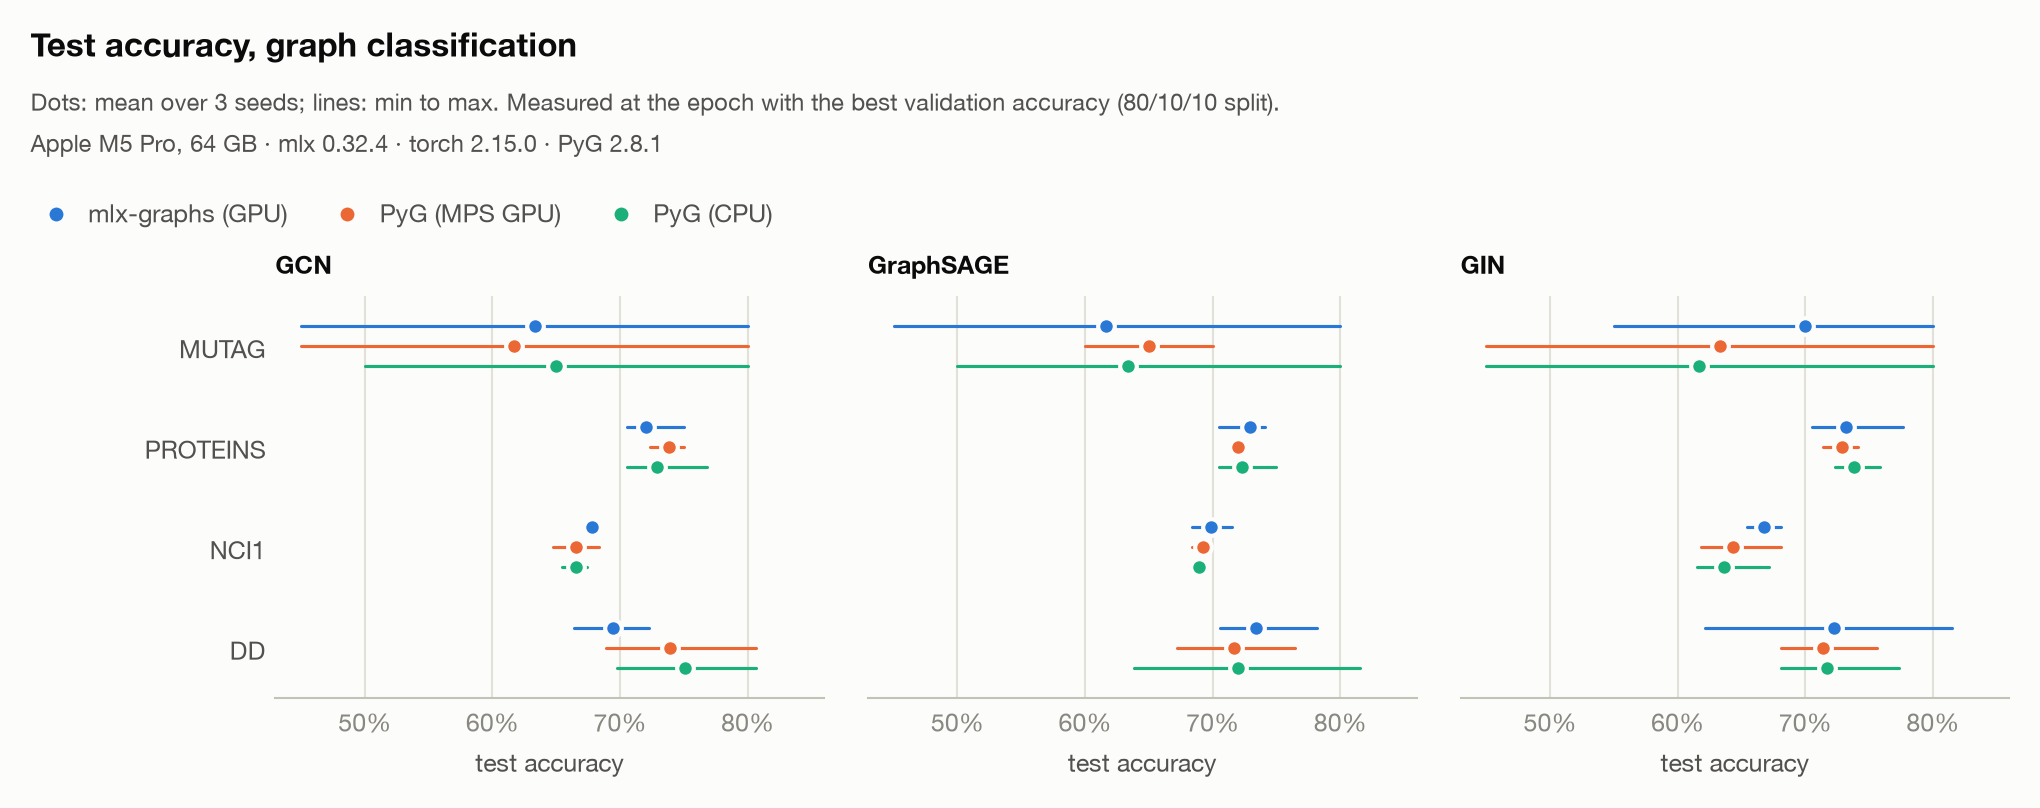 Test accuracy, graph classification
Dots: mean over 3 seeds; lines: min to max. Measured at the epoch with the best validation accuracy (80/10/10 split).
Apple M5 Pro, 64 GB · mlx 0.32.4 · torch 2.15.0 · PyG 2.8.1
mlx-graphs (GPU) PyG (MPS GPU) PyG (CPU)
GCN GraphSAGE GIN
MUTAG
PROTEINS
NCI1
DD
50% 60% 70% 80% 50% 60% 70% 80% 50% 60% 70% 80%
test accuracy test accuracy test accuracy